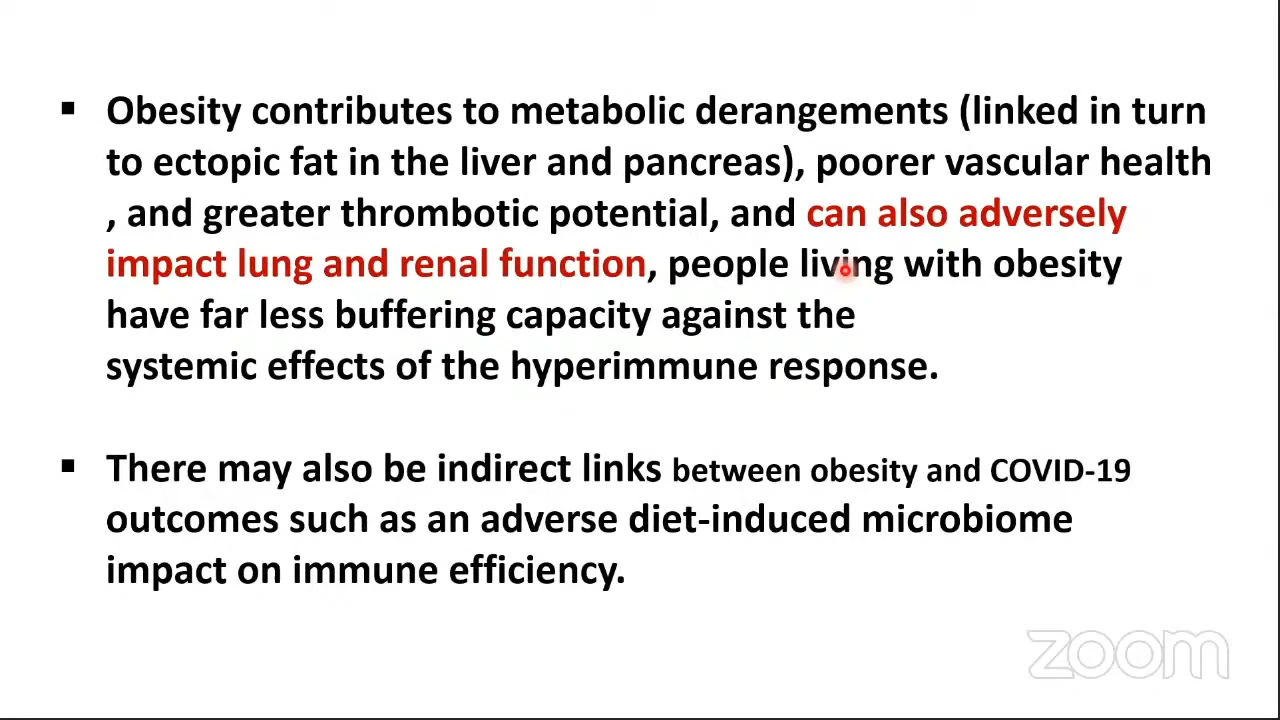 ▪ Obesity contributes to metabolic derangements (linked in turn
to ectopic fat in the liver and pancreas), poorer vascular health
, and greater thrombotic potential, and can also adversely
impact lung and renal function, people living with obesity
have far less buffering capacity against the
systemic effects of the hyperimmune response.
▪ There may also be indirect links between obesity and COVID-19
outcomes such as an adverse diet-induced microbiome
impact on immune efficiency.
zoom